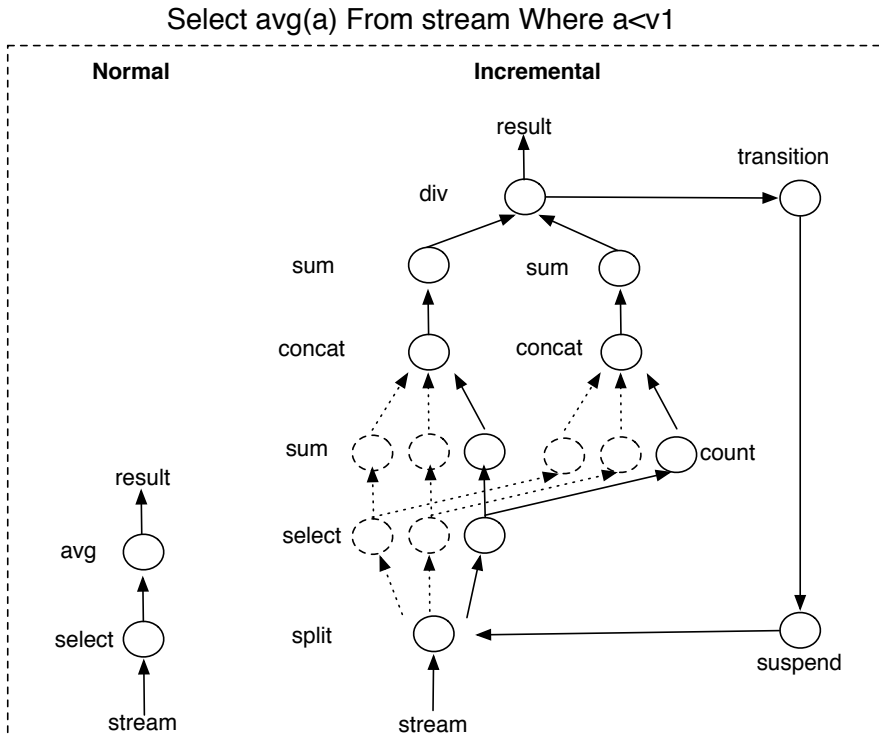 Select avg(a) From stream Where a<v1
Normal
Incremental
result
transition
div
sum
sum
concat
concat
sum
count
result
select
avg
split
select
suspend
stream
stream